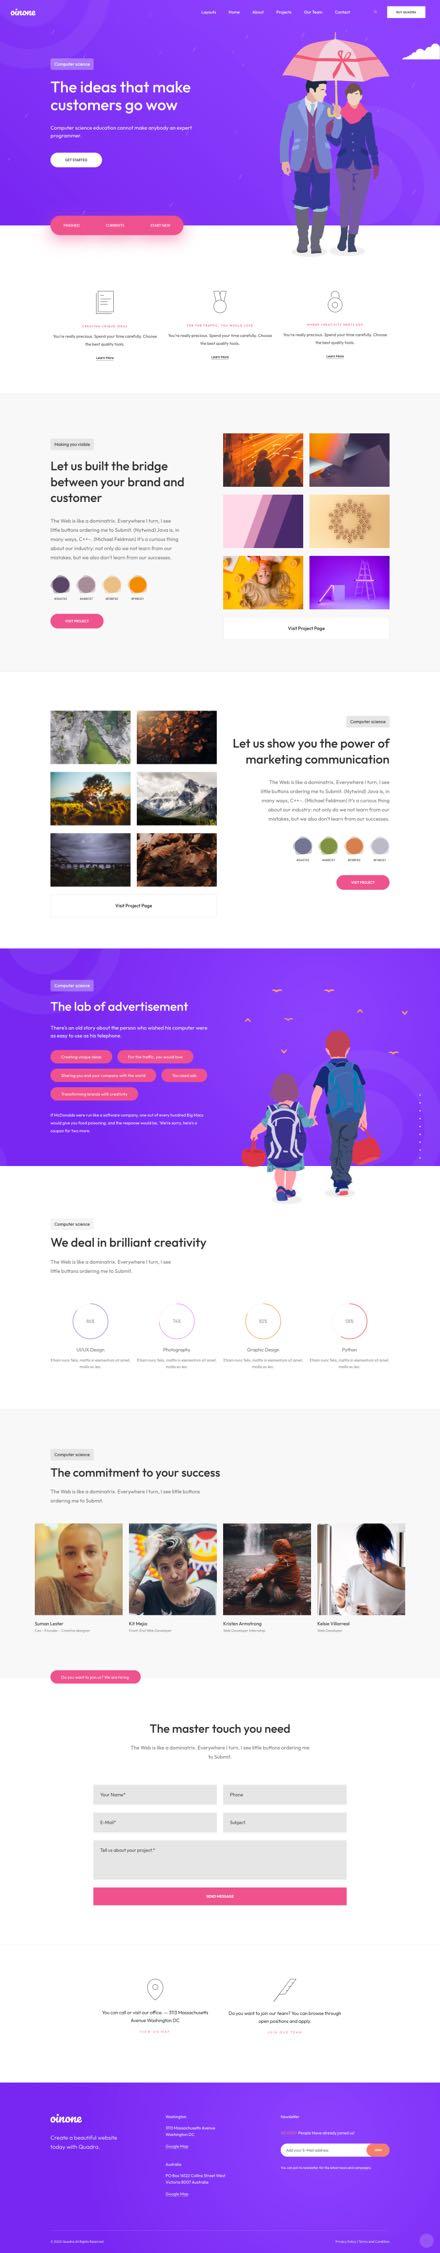 oinone
Layouts Home About Projects Our Team Contact
BUY QUADRA
Computer science
The ideas that make
customers go wow
Computer science education cannot make anybody an expert
programmer.
GET STARTED
FINISHED CURRENTS START NEW
CREATING UNIQUE IDEAS
You're really precious. Spend your time carefully. Choose
the best quality tools.
Learn More
FOR THE TRAFFIC, YOU WOULD LOVE
You're really precious. Spend your time carefully. Choose
the best quality tools.
Learn More
You're really precious. Spend your time carefully. Choose
the best quality tools.
Learn More
Making you visible
Let us built the bridge
between your brand and
customer
The Web is like a dominatrix. Everywhere I turn, I see
little buttons ordering me to Submit. (Nytwind) Java is, in
many ways, C++–. (Michael Feldman) It's a curious thing
about our industry: not only do we not learn from our
mistakes, we also don't learn from our successes.
VISIT PROJECT
Visit Project Page
Computer science
Let us show you the power of
marketing communication
The Web is like a dominatrix. Everywhere I turn, I see
little buttons ordering me to Submit. (Nytwind) Java is, in
many ways, C++–. (Michael Feldman) It's a curious thing
about our industry: not only do we not learn from our
mistakes, but we also don't learn from our successes.
VISIT PROJECT
Visit Project Page
Computer science
The lab of advertisement
There's an old story about the person who wished his computer were
as easy to use as his telephone.
Creating unique ideas
For the traffic, you would love
Sharing you and your company with the world
You need ads
Transforming brands with creativity
If McDonalds were run like a software company, one out of every hundred Big Macs
would give you food poisoning, and the response would be, 'We're sorry, here's a
coupon for two more.
Computer science
We deal in brilliant creativity
The Web is like a dominatrix. Everywhere I turn, I see
little buttons ordering me to Submit.
UI/UX Design
Photography
Graphic Design
Python
Etiam nunc felis, mattis in elementum sit amet,
mollis ac leo.
Etiam nunc felis, mattis in elementum sit amet,
mollis ac leo.
Etiam nunc felis, mattis in elementum sit amet,
mollis ac leo.
Etiam nunc felis, mattis in elementum sit amet,
mollis ac leo.
Computer science
The commitment to your success
The Web is like a dominatrix. Everywhere I turn, I see little buttons
ordering me to Submit.
Suman Lester
Ceo - Founder - Creative designer
Kit Mejia
Front-End Web Developer
Kristen Armstrong
Web Developer Internship
Kelsie Villarreal
Web Developer
Do you want to join us? We are hiring
The master touch you need
The Web is like a dominatrix. Everywhere I turn, I see little buttons ordering me
to Submit.
Your Name*
Phone
E-Mail*
Subject
Tell us about your project *
SEND MESSAGE
You can call or visit our office. — 3113 Massachusetts
Avenue Washington DC
VIEW ON MAP
Do you want to join our team? You can browse through
open positions and apply.
JOIN OUR TEAM
oinone
Create a beautiful website
today with Quadra.
Washington
3113 Massachusetts Avenue
Washington DC
Google Map
Australia
PO Box 16122 Collins Street West
Victoria 8007 Australia
Google Map
Newsletter
People Have already joined us!
Add your E-Mail address
You can join to newsletter for the latest news and campaigns.
© 2020 Quadra All Rights Reserved
Privacy Policy | Terms and Condition